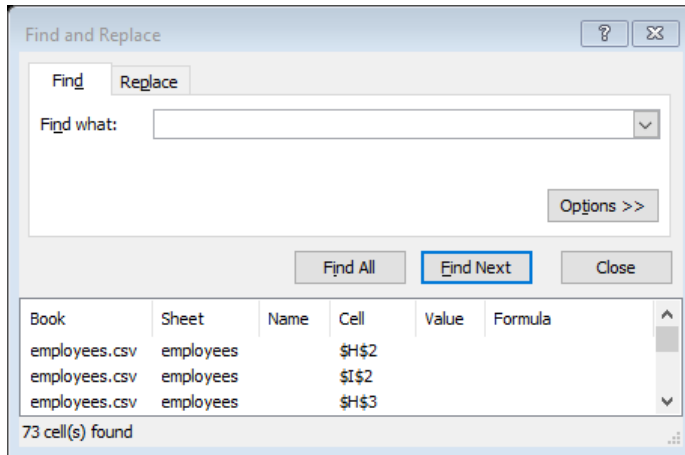 Find and Replace
Find Replace
Find what:
Options >>
Find All Find Next Close
Book Sheet Name Cell Value Formula
employees.csv employees $H$2
employees.csv employees $I$2
employees.csv employees $H$3
73 cell(s) found